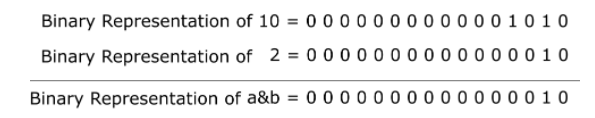 Binary Representation of 10 = 0 0 0 0 0 0 0 0 0 0 0 0 1 0 1 0
Binary Representation of 2 = 0 0 0 0 0 0 0 0 0 0 0 0 0 0 1 0
Binary Representation of a&b = 0 0 0 0 0 0 0 0 0 0 0 0 0 0 1 0